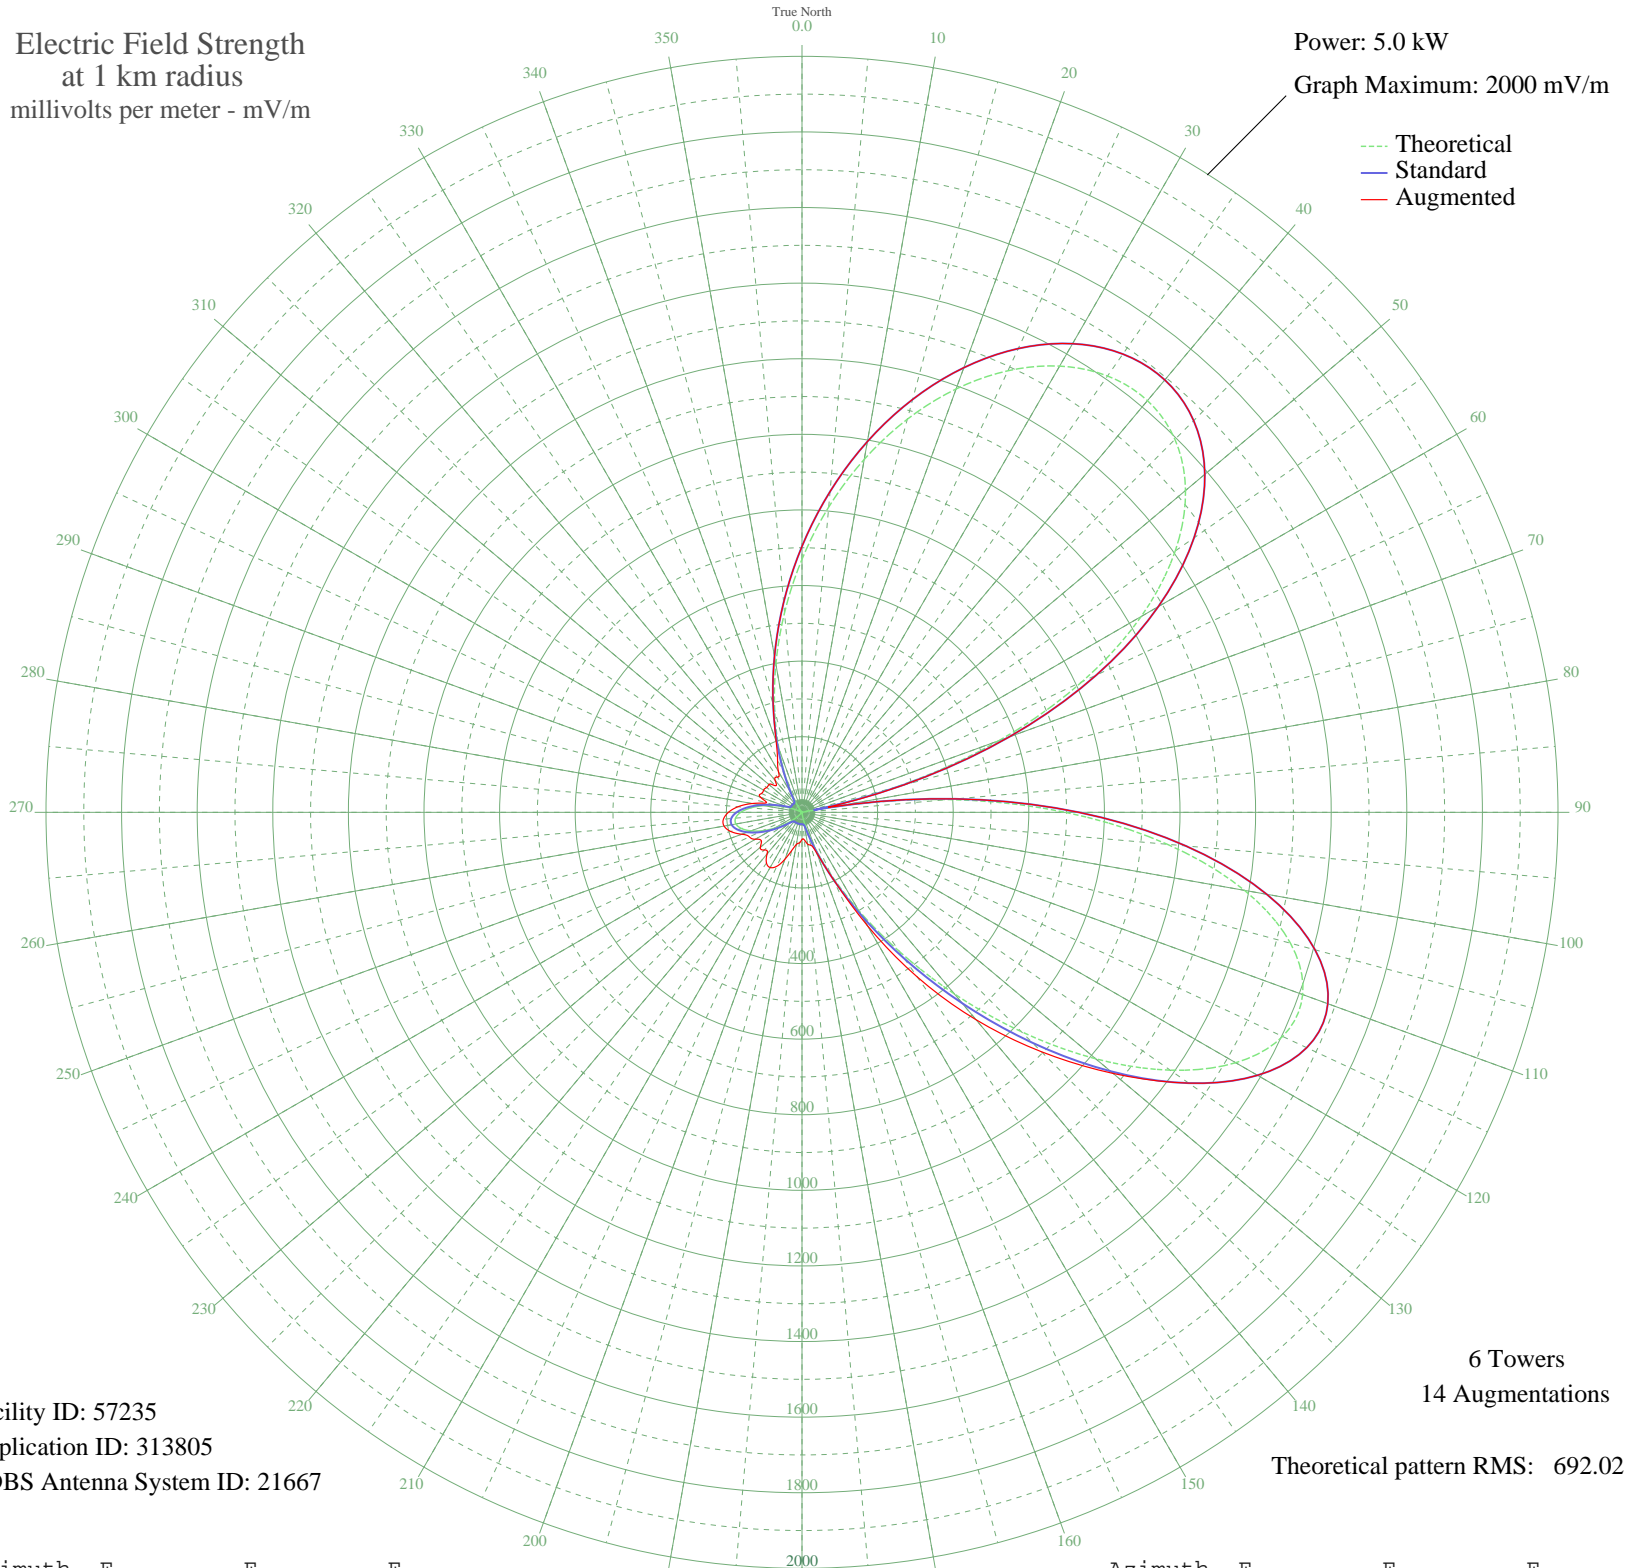 True North
0.0
Electric Field Strength
at 1 km radius
millivolts per meter - mV/m
Power: 5.0 kW
Graph Maximum: 2000 mV/m
Theoretical
Standard
Augmented
10
20
30
40
50
60
70
80
90
100
110
120
130
140
150
160
200
210
220
230
240
250
260
270
280
290
300
310
320
330
340
350
400
600
800
1000
1200
1400
1600
1800
2000
6 Towers
14 Augmentations
Theoretical pattern RMS: 692.02
cility ID: 57235
plication ID: 313805
DBS Antenna System ID: 21667